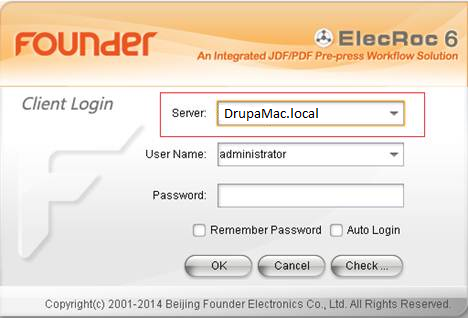 FOUNDER
ElecRoc 6
An Integrated JDF/PDF Pre-press Workflow Solution
Client Login
Server: DrupaMac.local
User Name: administrator
Password:
Remember Password Auto Login
OK Cancel Check ...
Copyright(c) 2001-2014 Beijing Founder Electronics Co., Ltd. All Rights Reserved.